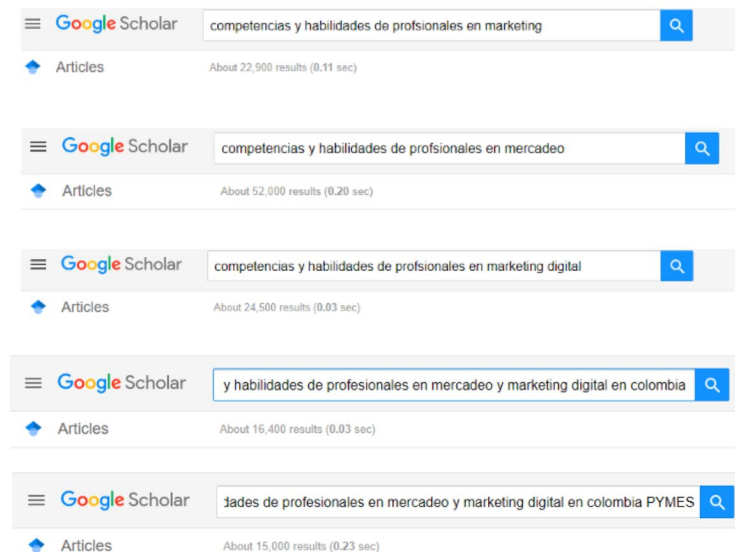 Google Scholar competencias y habilidades de profsionales en marketing
Articles About 22,900 results (0.11 sec)
Google Scholar competencias y habilidades de profsionales en mercadeo
Articles About 52,000 results (0.20 sec)
Google Scholar competencias y habilidades de profsionales en marketing digital
Articles About 24,500 results (0.03 sec)
Google Scholar y habilidades de profesionales en mercadeo y marketing digital en colombia
Articles About 16,400 results (0.03 sec)
Google Scholar dades de profesionales en mercadeo y marketing digital en colombia PYMES
Articles About 15,000 results (0.23 sec)